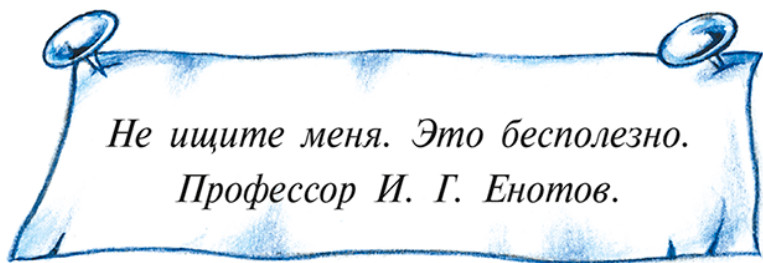 Не ищите меня. Это бесполезно.
Профессор И. Г. Енотов.